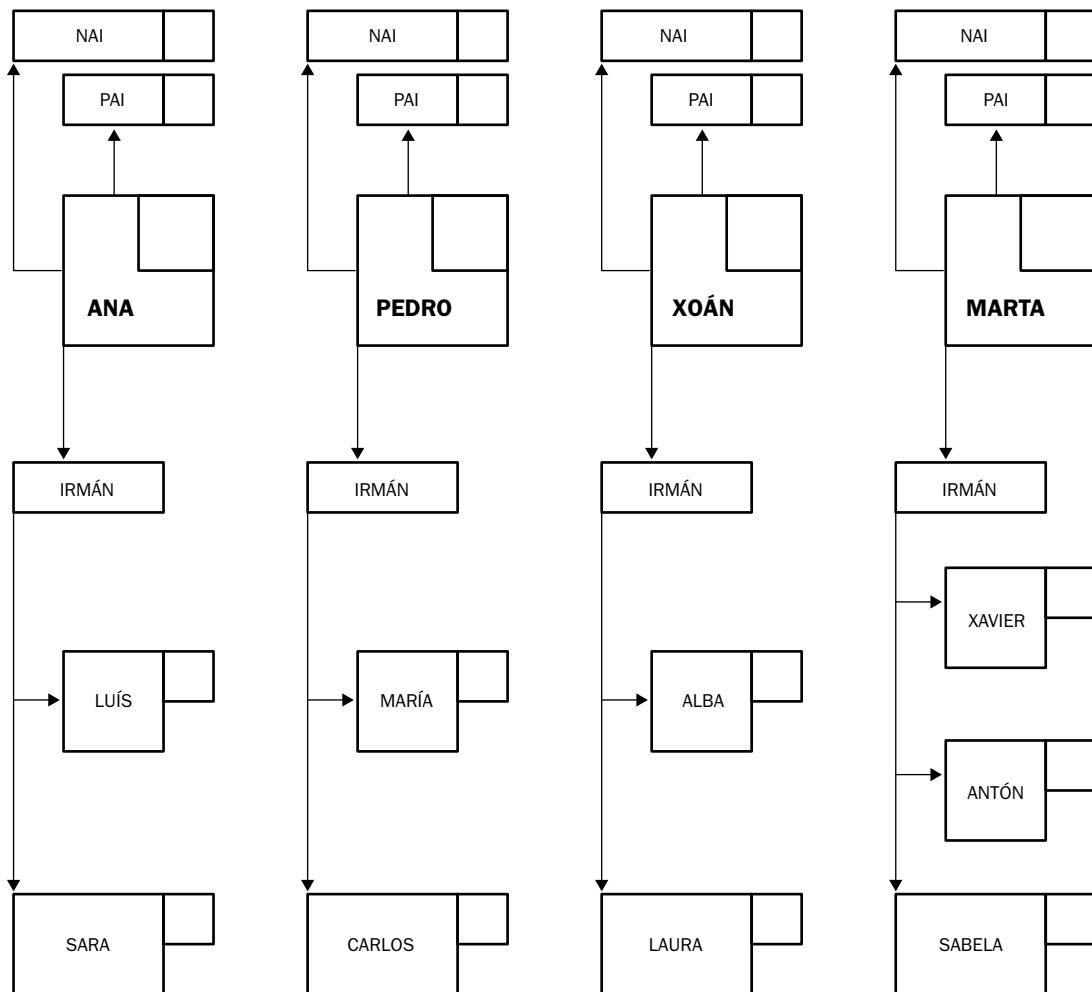 NAI NAI NAI NAI
PAI PAI PAI PAI
ANA PEDRO XOÁN MARTA
IRMÁN IRMÁN IRMÁN IRMÁN
XAVIER
LUÍS MARÍA ALBA
ANTÓN
SARA CARLOS LAURA SABELA